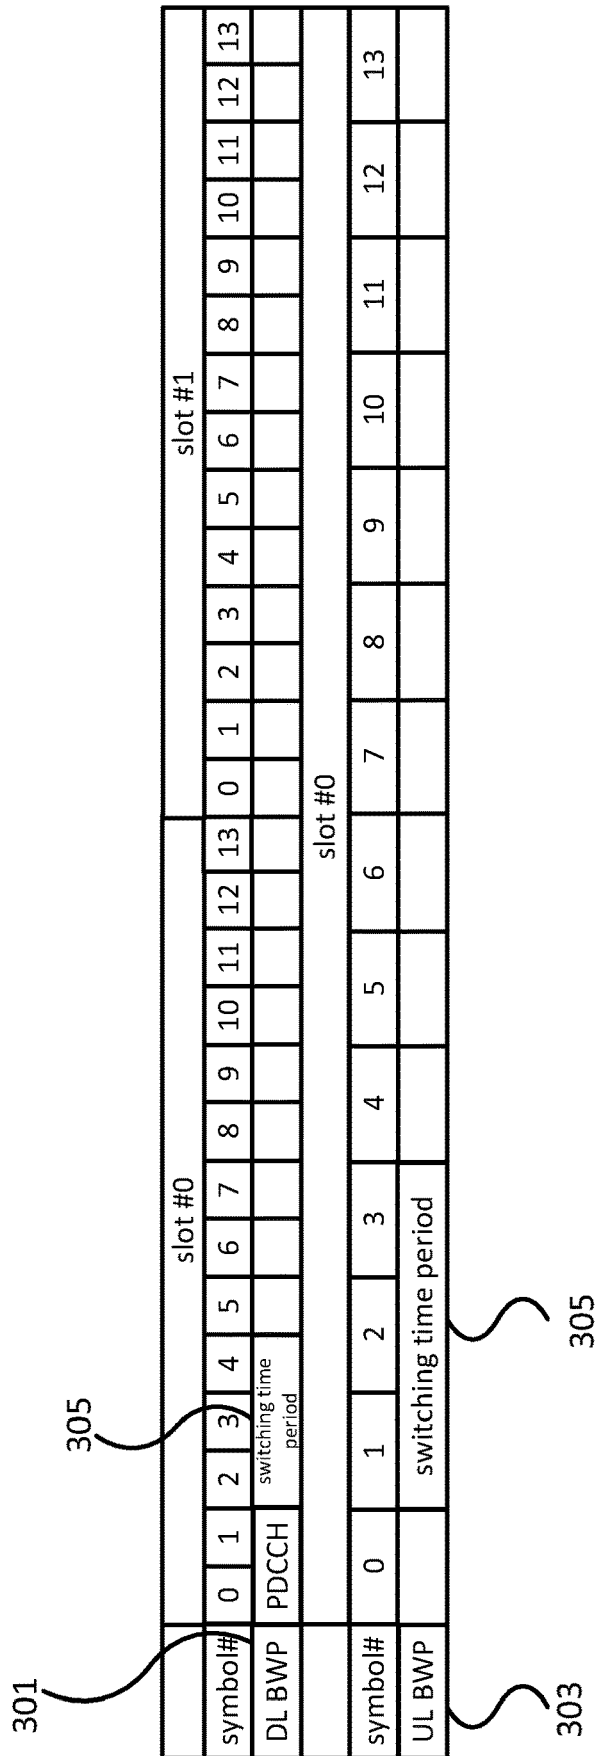 301
305
slot #0 slot #1
symbol# 0 1 2 3 4 5 6 7 8 9 10 11 12 13 0 1 2 3 4 5 6 7 8 9 10 11 12 13
DL BWP PDCCH switching time
period
slot #0
symbol# 0 1 2 3 4 5 6 7 8 9 10 11 12 13
UL BWP switching time period
303
305